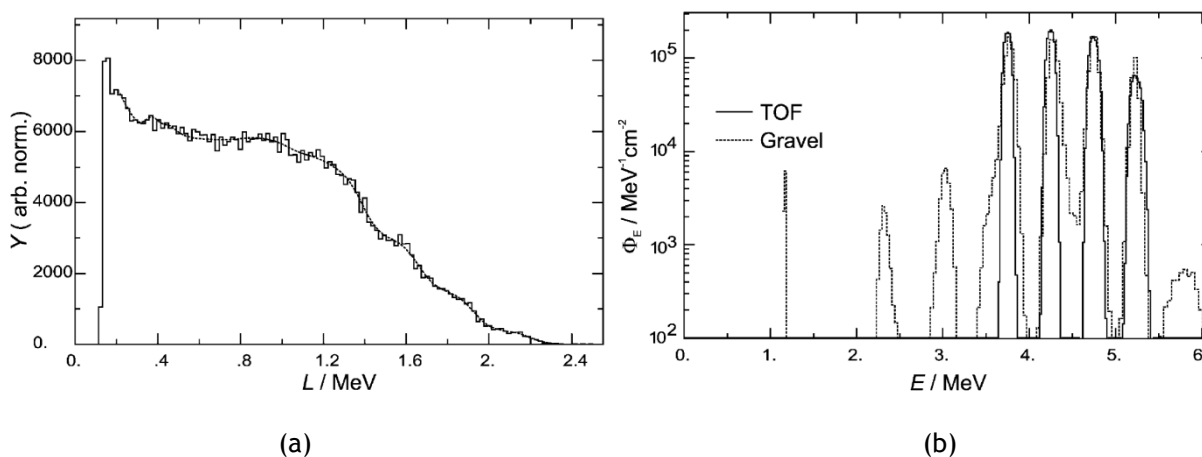 Y ( arb. norm.)
8000
6000
4000
2000
0.
0. .4 .8 1.2 1.6 2. 2.4
L / MeV
(a)
Φ_E / MeV⁻¹cm⁻²
10⁵
10⁴
10³
10²
TOF
Gravel
0. 1. 2. 3. 4. 5. 6.
E / MeV
(b)